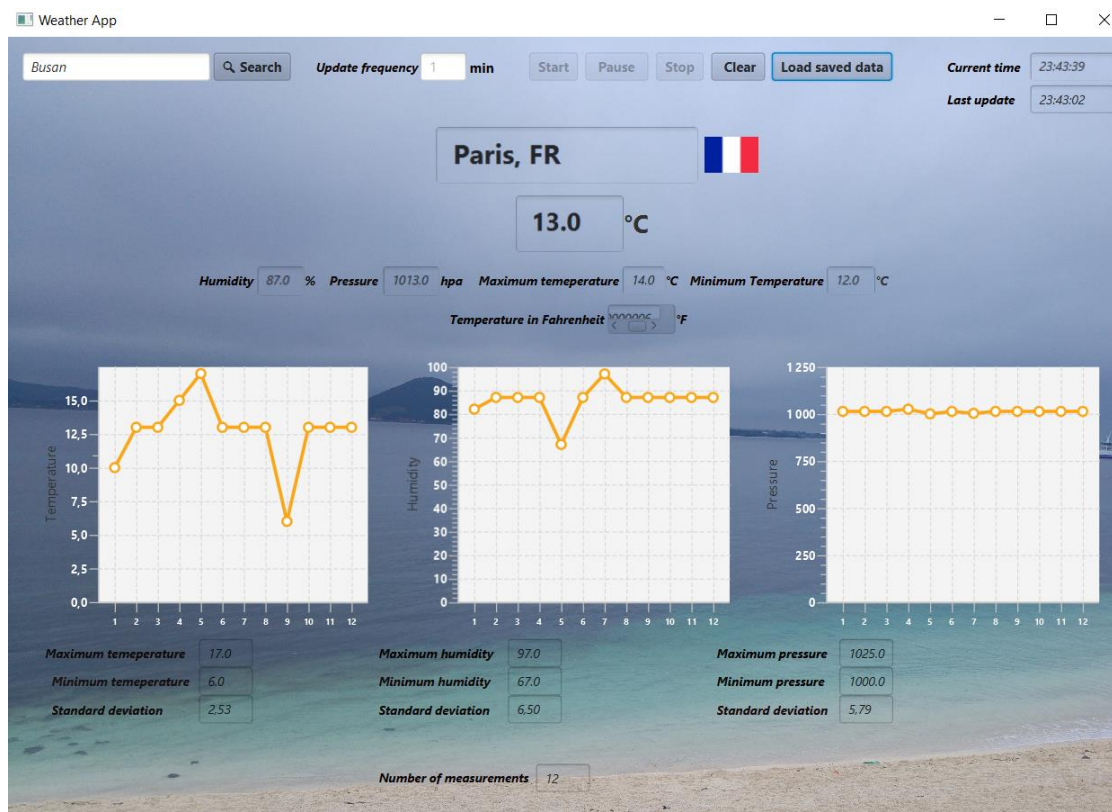 Weather App
Busan Search Update frequency 1 min Start Pause Stop Clear Load saved data Current time 23:43:39
Last update 23:43:02
Paris, FR
13.0 °C
Humidity 87.0 % Pressure 1013.0 hpa Maximum temeperature 14.0 °C Minimum Temperature 12.0 °C
Temperature in Fahrenheit °F
Temperature
15,0
12,5
10,0
7,5
5,0
2,5
0,0
1 2 3 4 5 6 7 8 9 10 11 12
Humidity
100
90
80
70
60
50
40
30
20
10
0
1 2 3 4 5 6 7 8 9 10 11 12
Pressure
1 250
1 000
750
500
250
0
1 2 3 4 5 6 7 8 9 10 11 12
Maximum temeperature 17.0 Maximum humidity 97.0 Maximum pressure 1025.0
Minimum temeperature 6.0 Minimum humidity 67.0 Minimum pressure 1000.0
Standard deviation 2,53 Standard deviation 6,50 Standard deviation 5,79
Number of measurements 12